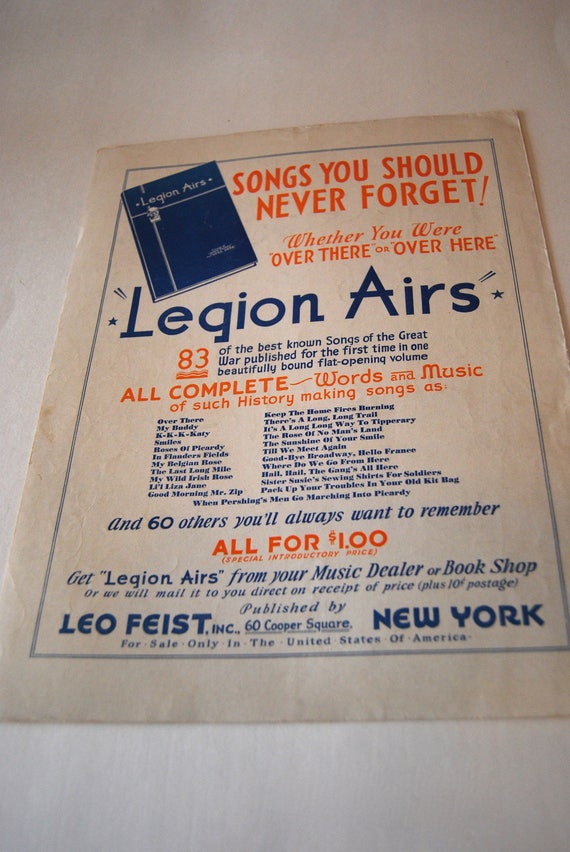 Legion Airs
SONGS YOU SHOULD
NEVER FORGET!
Whether You Were
"OVER THERE" OR "OVER HERE"
"Legion Airs"
83 of the best known Songs of the Great
War published for the first time in one
beautifully bound flat-opening volume
ALL COMPLETE — Words and Music
of such History making songs as:
Over There
My Buddy
K-K-K-Katy
Smiles
Roses Of Picardy
In Flanders Fields
My Belgian Rose
The Last Long Mile
My Wild Irish Rose
Li'l Liza Jane
Good Morning Mr. Zip
Keep The Home Fires Burning
There's A Long, Long Trail
It's A Long Long Way To Tipperary
The Rose Of No Man's Land
The Sunshine Of Your Smile
Till We Meet Again
Good-Bye Broadway, Hello France
Where Do We Go From Here
Hail, Hail, The Gang's All Here
Sister Susie's Sewing Shirts For Soldiers
Pack Up Your Troubles In Your Old Kit Bag
When Pershing's Men Go Marching Into Picardy
And 60 others you'll always want to remember
ALL FOR $1.00
(SPECIAL INTRODUCTORY PRICE)
Get "Legion Airs" from your Music Dealer or Book Shop
Or we will mail it to you direct on receipt of price (plus 10¢ postage)
Published by
LEO FEIST, INC., 60 Cooper Square, NEW YORK
For · Sale · Only · In · The · United · States · Of · America ·